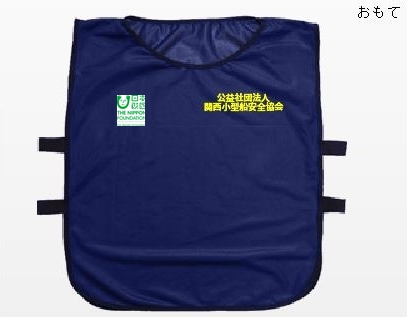 おもて
日本
財団
THE NIPPON
FOUNDATION
公益社団法人
関西小型船安全協会